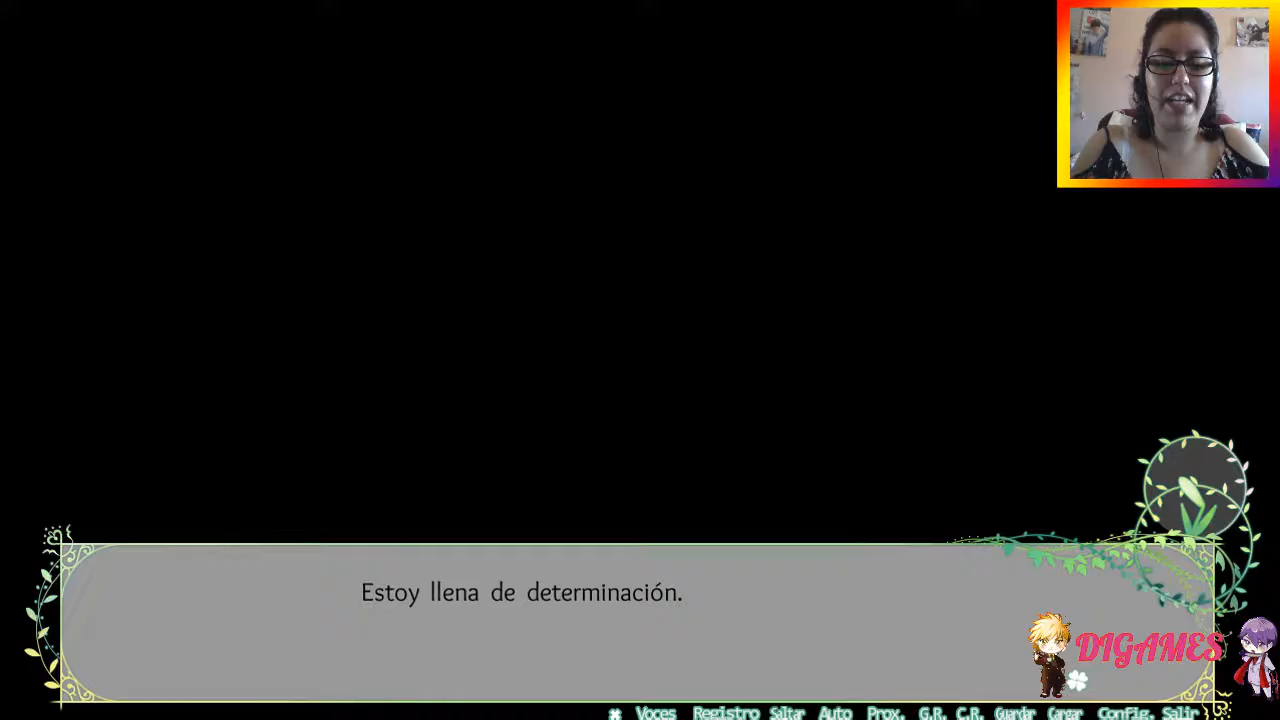 Estoy llena de determinación.
DIGAMES
Voces Registro Saltar Auto Prox. G.R. C.R. Guardar Cargar Config. Salir